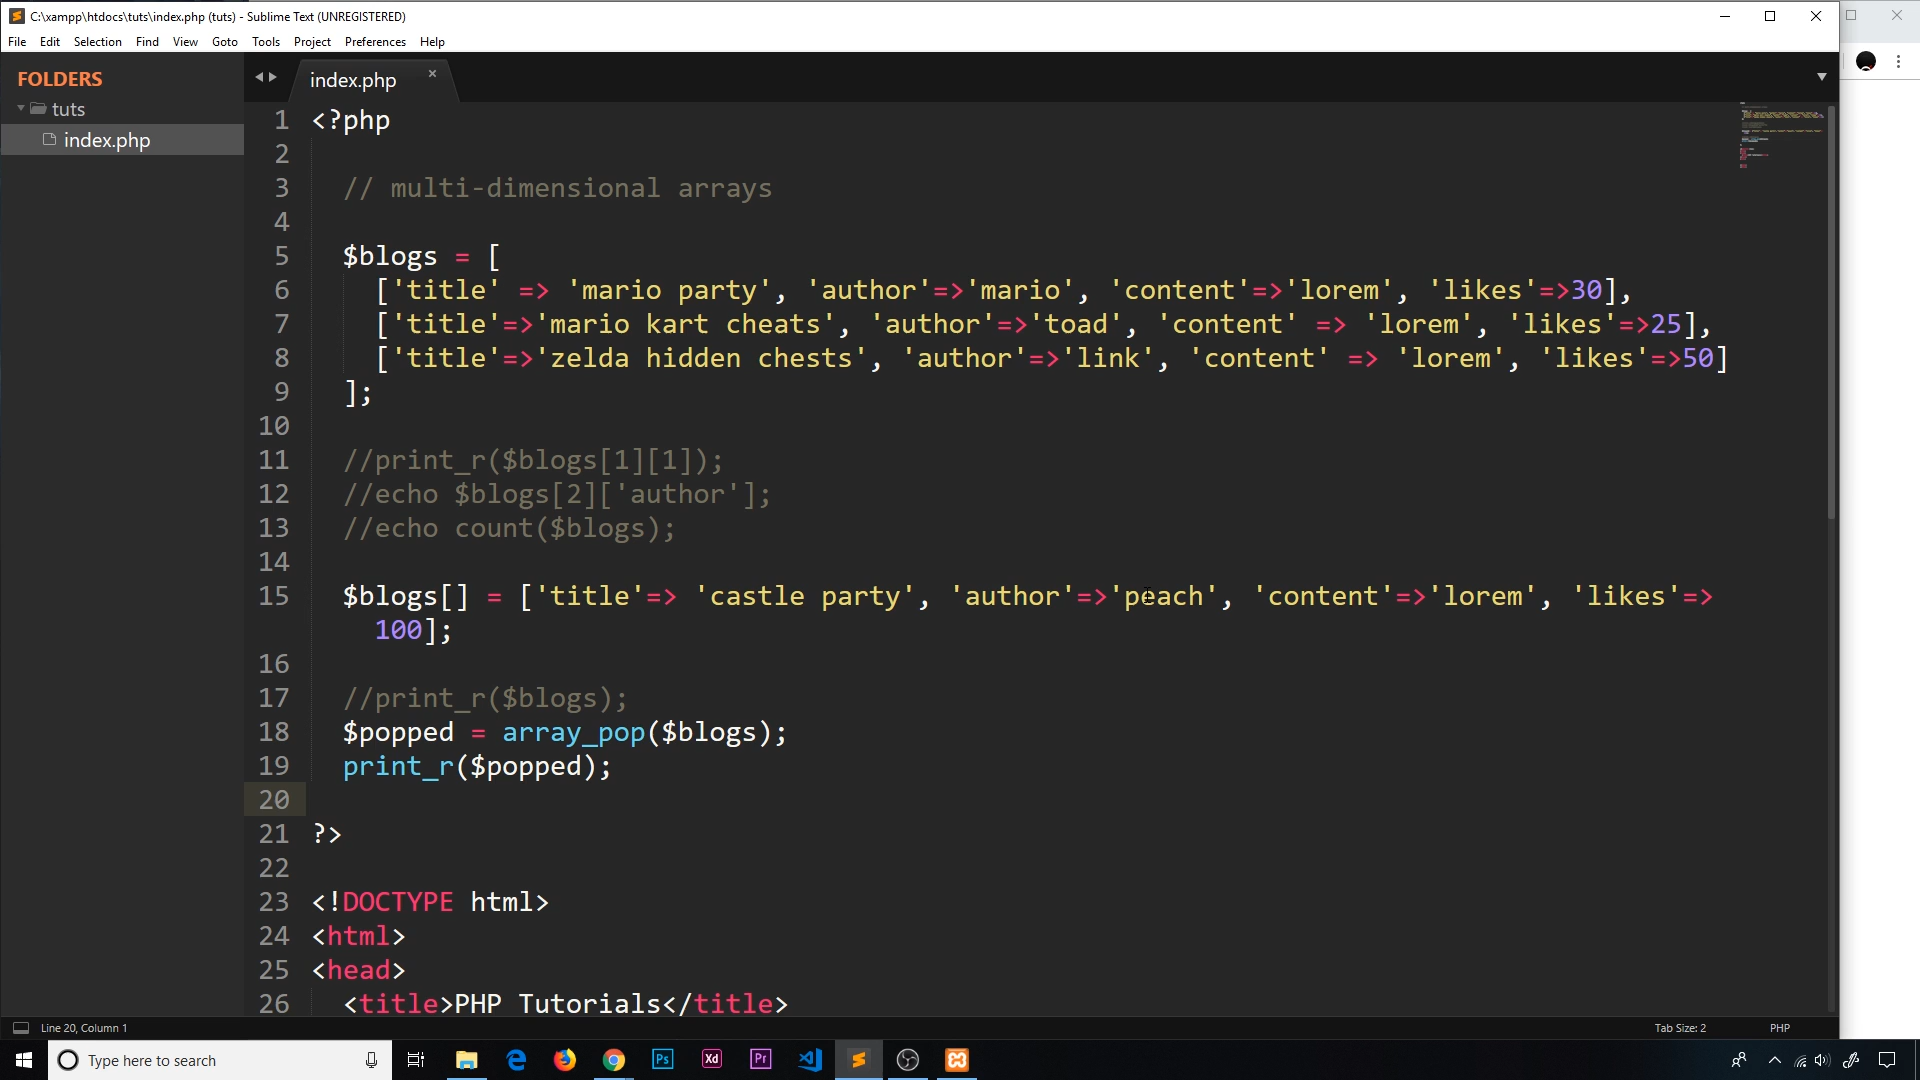 C:\xampp\htdocs\tuts\index.php (tuts) - Sublime Text (UNREGISTERED)
File Edit Selection Find View Goto Tools Project Preferences Help
FOLDERS
tuts
index.php
index.php
1 <?php
2
3 // multi-dimensional arrays
4
5 $blogs = [
6 ['title' => 'mario party', 'author'=>'mario', 'content'=>'lorem', 'likes'=>30],
7 ['title'=>'mario kart cheats', 'author'=>'toad', 'content' => 'lorem', 'likes'=>25],
8 ['title'=>'zelda hidden chests', 'author'=>'link', 'content' => 'lorem', 'likes'=>50]
9 ];
10
11 //print_r($blogs[1][1]);
12 //echo $blogs[2]['author'];
13 //echo count($blogs);
14
15 $blogs[] = ['title'=> 'castle party', 'author'=>'peach', 'content'=>'lorem', 'likes'=>
100];
16
17 //print_r($blogs);
18 $popped = array_pop($blogs);
19 print_r($popped);
20
21 ?>
22
23 <!DOCTYPE html>
24 <html>
25 <head>
26 <title>PHP Tutorials</title>
Line 20, Column 1
Tab Size: 2
PHP
Type here to search
Ps
Xd
Pr